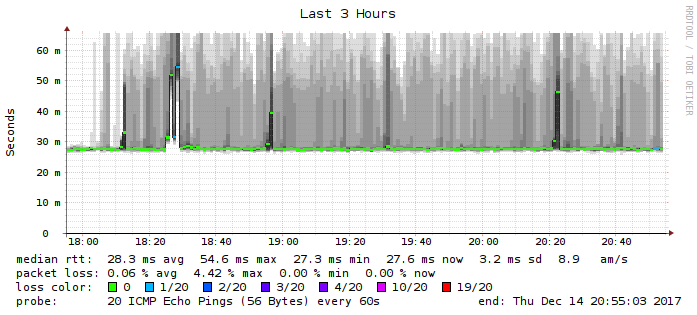 Last 3 Hours
RRDTOOL / TOBI OETIKER
Seconds
60 m
50 m
40 m
30 m
20 m
10 m
0
18:00 18:20 18:40 19:00 19:20 19:40 20:00 20:20 20:40
median rtt: 28.3 ms avg 54.6 ms max 27.3 ms min 27.6 ms now 3.2 ms sd 8.9 am/s
packet loss: 0.06 % avg 4.42 % max 0.00 % min 0.00 % now
loss color: 0 1/20 2/20 3/20 4/20 10/20 19/20
probe: 20 ICMP Echo Pings (56 Bytes) every 60s end: Thu Dec 14 20:55:03 2017